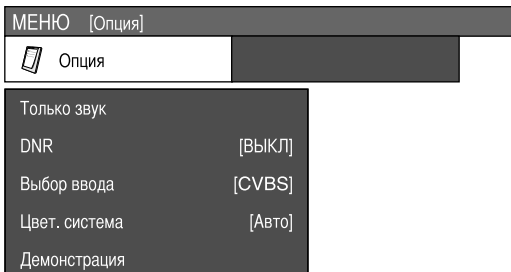 МЕНЮ [Опция]
Опция
Только звук
DNR [ВЫКЛ]
Выбор ввода [CVBS]
Цвет. система [Авто]
Демонстрация